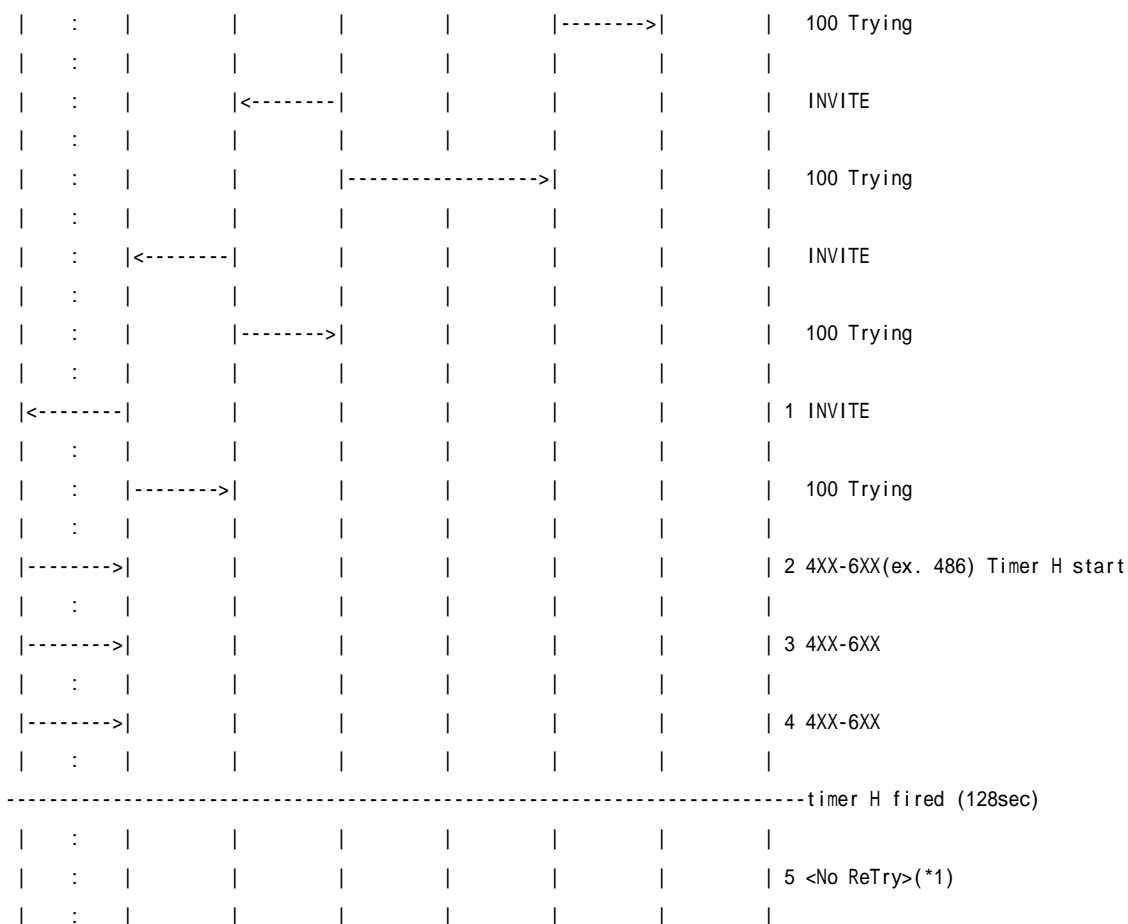 |    :    |         |         |         |         |-------->|         |   100 Trying
|    :    |         |         |         |         |         |         |
|    :    |         |<--------|         |         |         |         |   INVITE
|    :    |         |         |         |         |         |         |
|    :    |         |         |------------------>|         |         |   100 Trying
|    :    |         |         |         |         |         |         |
|    :    |<--------|         |         |         |         |         |   INVITE
|    :    |         |         |         |         |         |         |
|    :    |         |-------->|         |         |         |         |   100 Trying
|    :    |         |         |         |         |         |         |
|<--------|         |         |         |         |         |         | 1 INVITE
|    :    |         |         |         |         |         |         |
|    :    |-------->|         |         |         |         |         |   100 Trying
|    :    |         |         |         |         |         |         |
|-------->|         |         |         |         |         |         | 2 4XX-6XX(ex. 486) Timer H start
|    :    |         |         |         |         |         |         |
|-------->|         |         |         |         |         |         | 3 4XX-6XX
|    :    |         |         |         |         |         |         |
|-------->|         |         |         |         |         |         | 4 4XX-6XX
|    :    |         |         |         |         |         |         |
---------------------------------------------------------------------------timer H fired (128sec)
|    :    |         |         |         |         |         |         |
|    :    |         |         |         |         |         |         | 5 <No ReTry>(*1)
|    :    |         |         |         |         |         |         |